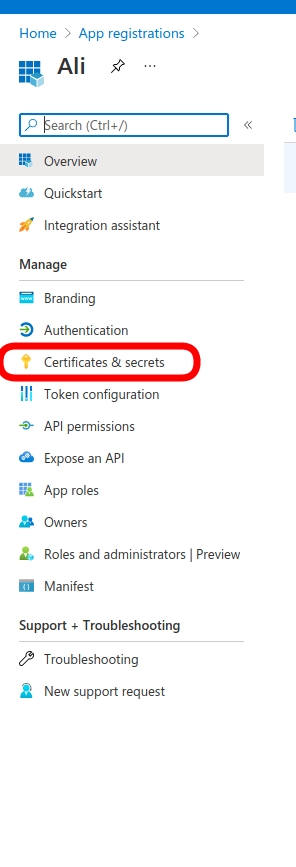 Home > App registrations >
Ali ...
Search (Ctrl+/) «
Overview
Quickstart
Integration assistant
Manage
Branding
Authentication
Certificates & secrets
Token configuration
API permissions
Expose an API
App roles
Owners
Roles and administrators | Preview
Manifest
Support + Troubleshooting
Troubleshooting
New support request